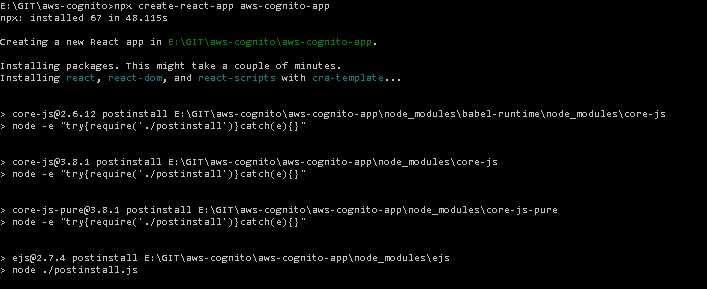 E:\GIT\aws-cognito>npx create-react-app aws-cognito-app
npx: installed 67 in 48.115s
Creating a new React app in E:\GIT\aws-cognito\aws-cognito-app.
Installing packages. This might take a couple of minutes.
Installing react, react-dom, and react-scripts with cra-template...
> core-js@2.6.12 postinstall E:\GIT\aws-cognito\aws-cognito-app\node_modules\babel-runtime\node_modules\core-js
> node -e "try{require('./postinstall')}catch(e){}"
> core-js@3.8.1 postinstall E:\GIT\aws-cognito\aws-cognito-app\node_modules\core-js
> node -e "try{require('./postinstall')}catch(e){}"
> core-js-pure@3.8.1 postinstall E:\GIT\aws-cognito\aws-cognito-app\node_modules\core-js-pure
> node -e "try{require('./postinstall')}catch(e){}"
> ejs@2.7.4 postinstall E:\GIT\aws-cognito\aws-cognito-app\node_modules\ejs
> node ./postinstall.js